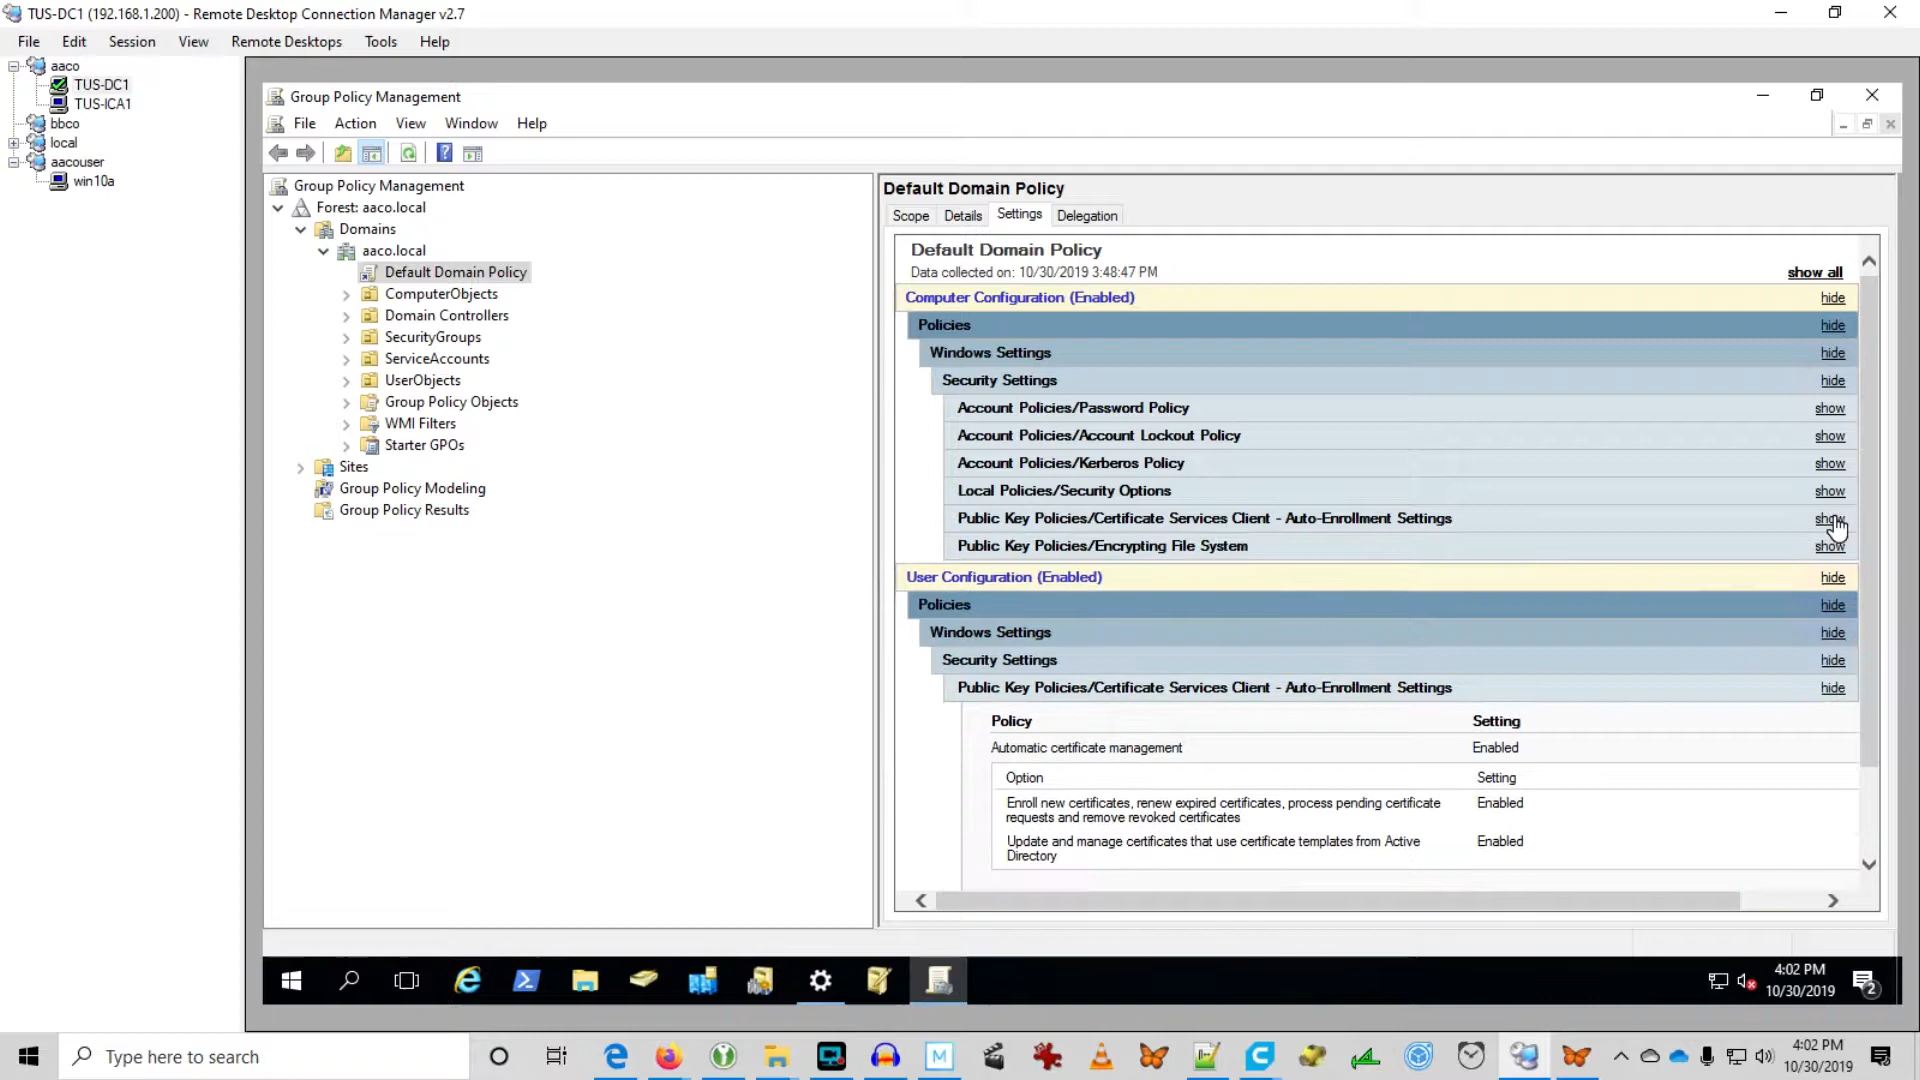 TUS-DC1 (192.168.1.200) - Remote Desktop Connection Manager v2.7
File Edit Session View Remote Desktops Tools Help
aaco
TUS-DC1
TUS-ICA1
bbco
local
aacouser
win10a
Group Policy Management
File Action View Window Help
Group Policy Management
Forest: aaco.local
Domains
aaco.local
Default Domain Policy
ComputerObjects
Domain Controllers
SecurityGroups
ServiceAccounts
UserObjects
Group Policy Objects
WMI Filters
Starter GPOs
Sites
Group Policy Modeling
Group Policy Results
Default Domain Policy
Scope Details Settings Delegation
Default Domain Policy
Data collected on: 10/30/2019 3:48:47 PM show all
Computer Configuration (Enabled) hide
Policies hide
Windows Settings hide
Security Settings hide
Account Policies/Password Policy show
Account Policies/Account Lockout Policy show
Account Policies/Kerberos Policy show
Local Policies/Security Options show
Public Key Policies/Certificate Services Client - Auto-Enrollment Settings show
Public Key Policies/Encrypting File System show
User Configuration (Enabled) hide
Policies hide
Windows Settings hide
Security Settings hide
Public Key Policies/Certificate Services Client - Auto-Enrollment Settings hide
Policy Setting
Automatic certificate management Enabled
Option Setting
Enroll new certificates, renew expired certificates, process pending certificate Enabled
requests and remove revoked certificates
Update and manage certificates that use certificate templates from Active Enabled
Directory
4:02 PM
10/30/2019
2
Type here to search
M
4:02 PM
10/30/2019